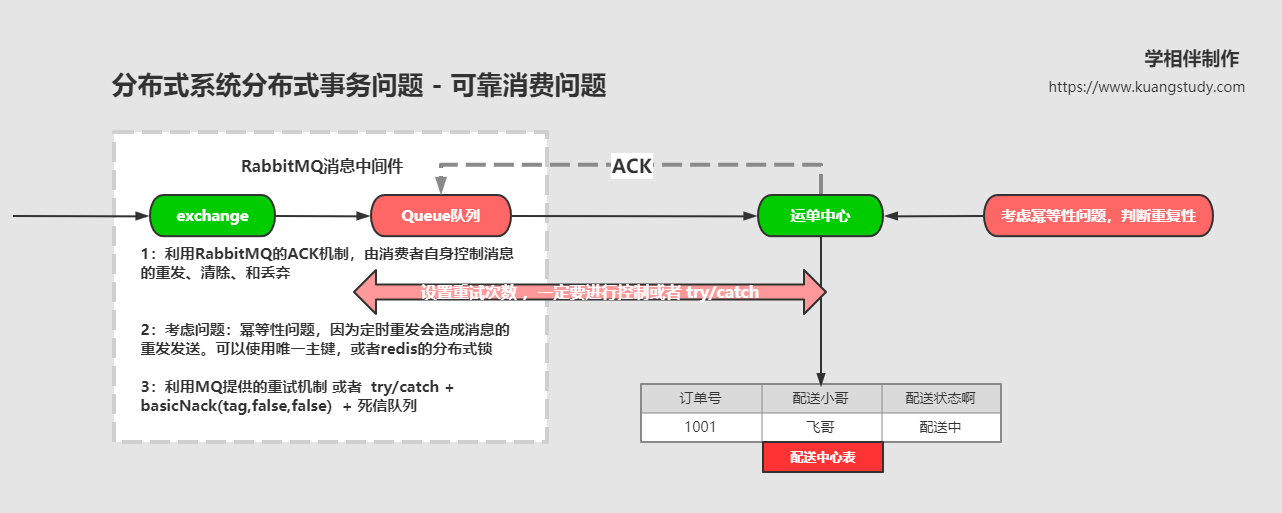 学相伴制作
https://www.kuangstudy.com
分布式系统分布式事务问题 - 可靠消费问题
RabbitMQ消息中间件
ACK
exchange
Queue队列
运单中心
考虑幂等性问题，判断重复性
1：利用RabbitMQ的ACK机制，由消费者自身控制消息
的重发、清除、和丢弃
设置重试次数 ，一定要进行控制或者 try/catch
2：考虑问题：幂等性问题，因为定时重发会造成消息的
重发发送。可以使用唯一主键，或者redis的分布式锁
3：利用MQ提供的重试机制 或者 try/catch +
basicNack(tag,false,false) + 死信队列
订单号 配送小哥 配送状态啊
1001 飞哥 配送中
配送中心表